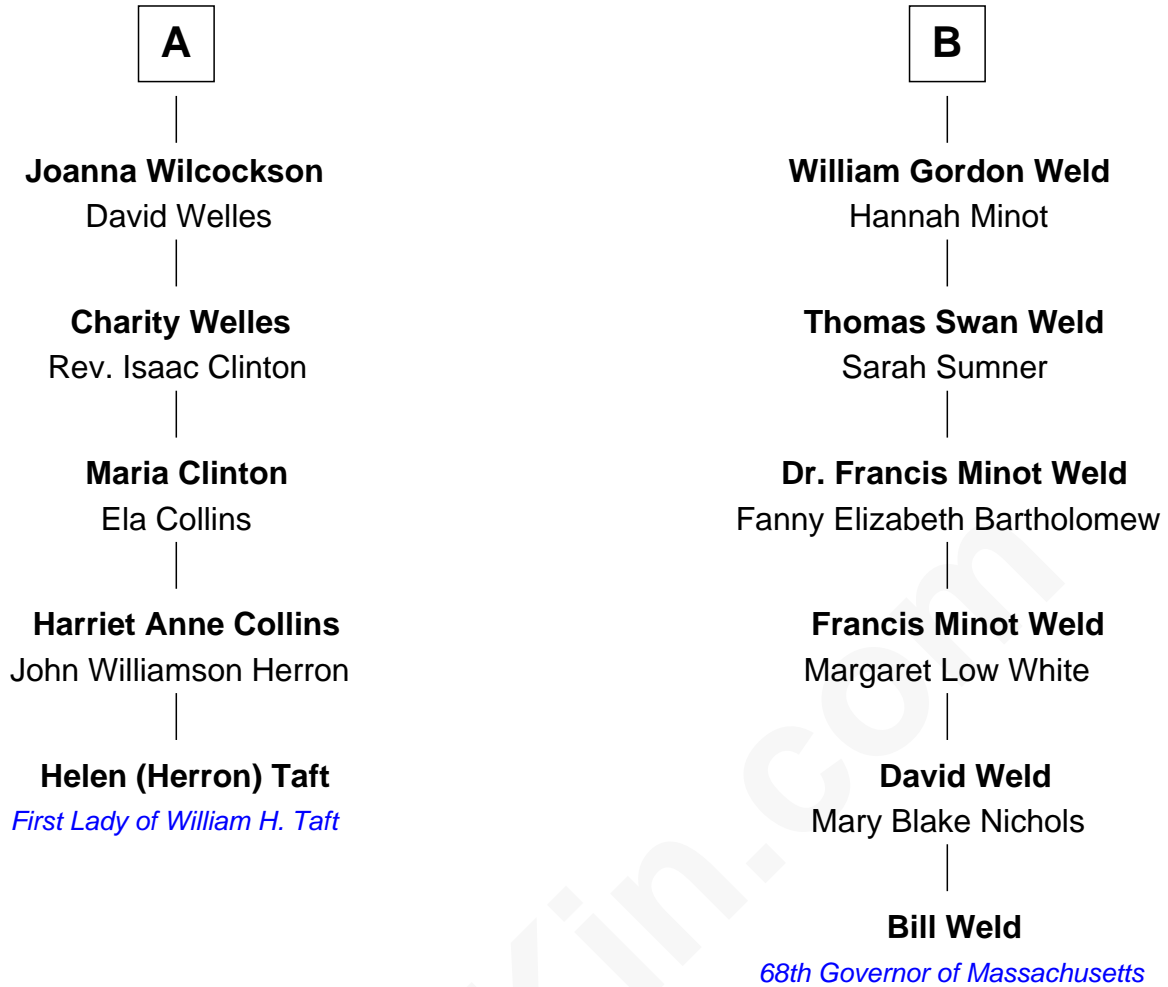 A
Joanna Wilcockson
David Welles
Charity Welles
Rev. Isaac Clinton
Maria Clinton
Ela Collins
Harriet Anne Collins
John Williamson Herron
Helen (Herron) Taft
First Lady of William H. Taft
B
William Gordon Weld
Hannah Minot
Thomas Swan Weld
Sarah Sumner
Dr. Francis Minot Weld
Fanny Elizabeth Bartholomew
Francis Minot Weld
Margaret Low White
David Weld
Mary Blake Nichols
Bill Weld
68th Governor of Massachusetts